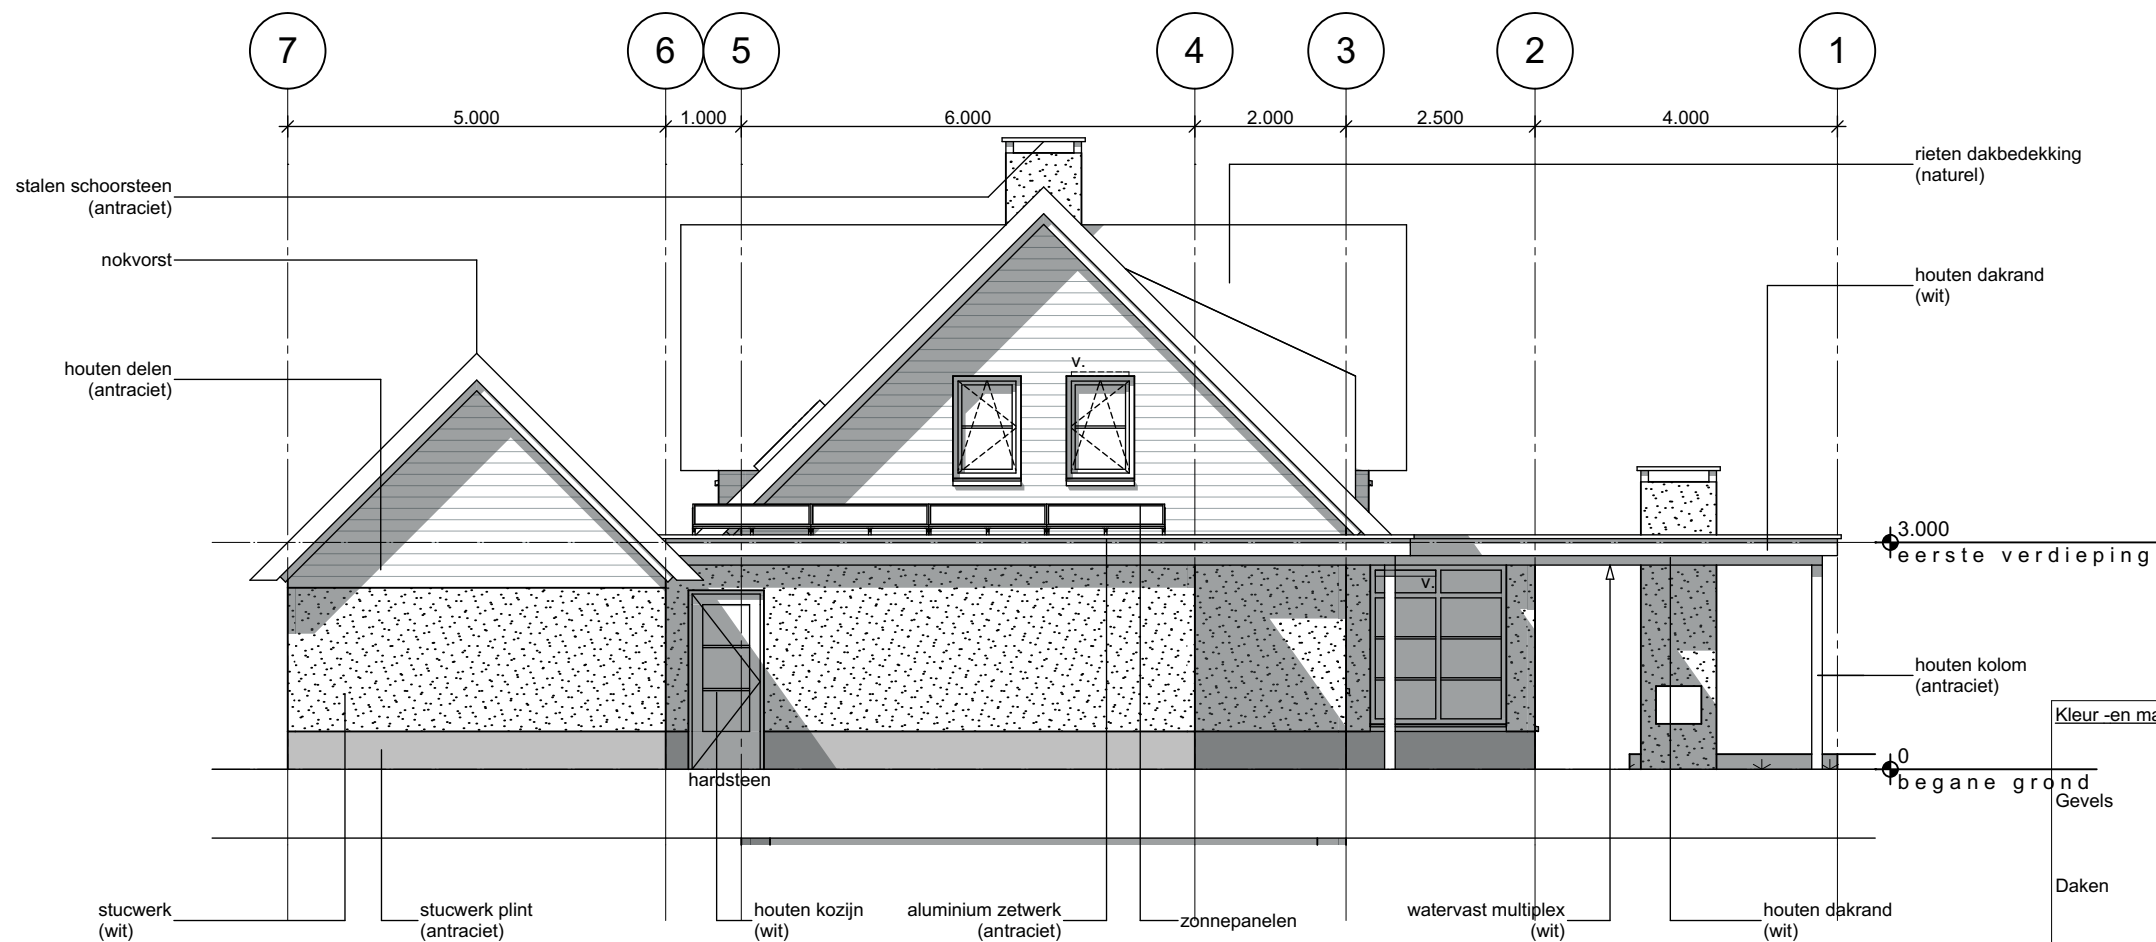 7 6 5 4 3 2 1
5.000 1.000 6.000 2.000 2.500 4.000
stalen schoorsteen
(antraciet)
rieten dakbedekking
(naturel)
nokvorst
houten dakrand
(wit)
houten delen
(antraciet)
v.
3.000
eerste verdieping
v.
houten kolom
(antraciet)
Kleur -en ma
0
begane grond
hardsteen
Gevels
Daken
stucwerk
(wit)
stucwerk plint
(antraciet)
houten kozijn
(wit)
aluminium zetwerk
(antraciet)
zonnepanelen
watervast multiplex
(wit)
houten dakrand
(wit)